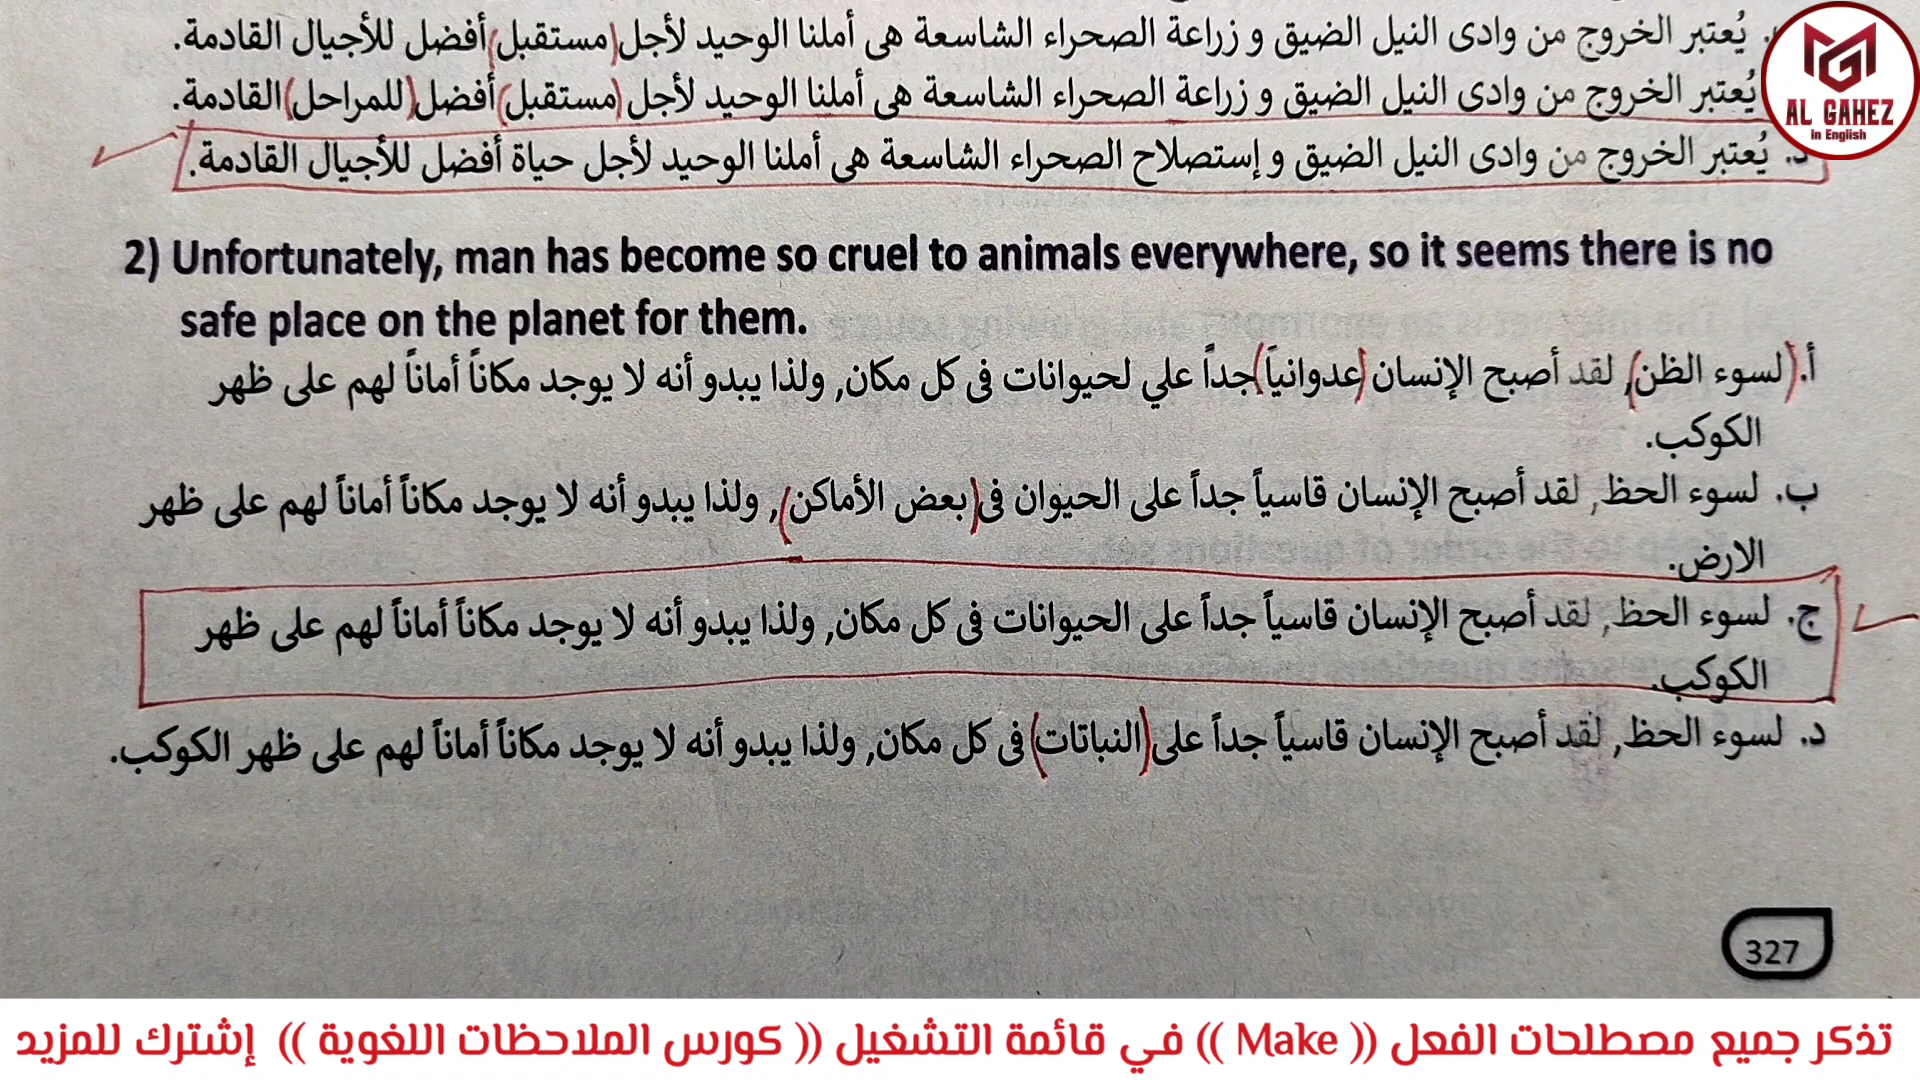 . يُعتبر الخروج من وادى النيل الضيق و زراعة الصحراء الشاسعة هى أملنا الوحيد لأجل (مستقبل) أفضل للأجيال القادمة.
يُعتبر الخروج من وادى النيل الضيق و زراعة الصحراء الشاسعة هى أملنا الوحيد لأجل (مستقبل) أفضل (للمراحل) القادمة.
د. يُعتبر الخروج من وادى النيل الضيق و إستصلاح الصحراء الشاسعة هى أملنا الوحيد لأجل حياة أفضل للأجيال القادمة.
AL GAHEZ
in English
2) Unfortunately, man has become so cruel to animals everywhere, so it seems there is no
safe place on the planet for them.
أ. (لسوء الظن), لقد أصبح الإنسان (عدوانياً) جداً علي لحيوانات فى كل مكان, ولذا يبدو أنه لا يوجد مكاناً أماناً لهم على ظهر
الكوكب.
ب. لسوء الحظ, لقد أصبح الإنسان قاسياً جداً على الحيوان فى (بعض الأماكن), ولذا يبدو أنه لا يوجد مكاناً أماناً لهم على ظهر
الارض.
ج. لسوء الحظ, لقد أصبح الإنسان قاسياً جداً على الحيوانات فى كل مكان, ولذا يبدو أنه لا يوجد مكاناً أماناً لهم على ظهر
الكوكب.
د. لسوء الحظ, لقد أصبح الإنسان قاسياً جداً على (النباتات) فى كل مكان, ولذا يبدو أنه لا يوجد مكاناً أماناً لهم على ظهر الكوكب.
327
تذكر جميع مصطلحات الفعل (( Make )) في قائمة التشغيل (( كورس الملاحظات اللغوية )) إشترك للمزيد